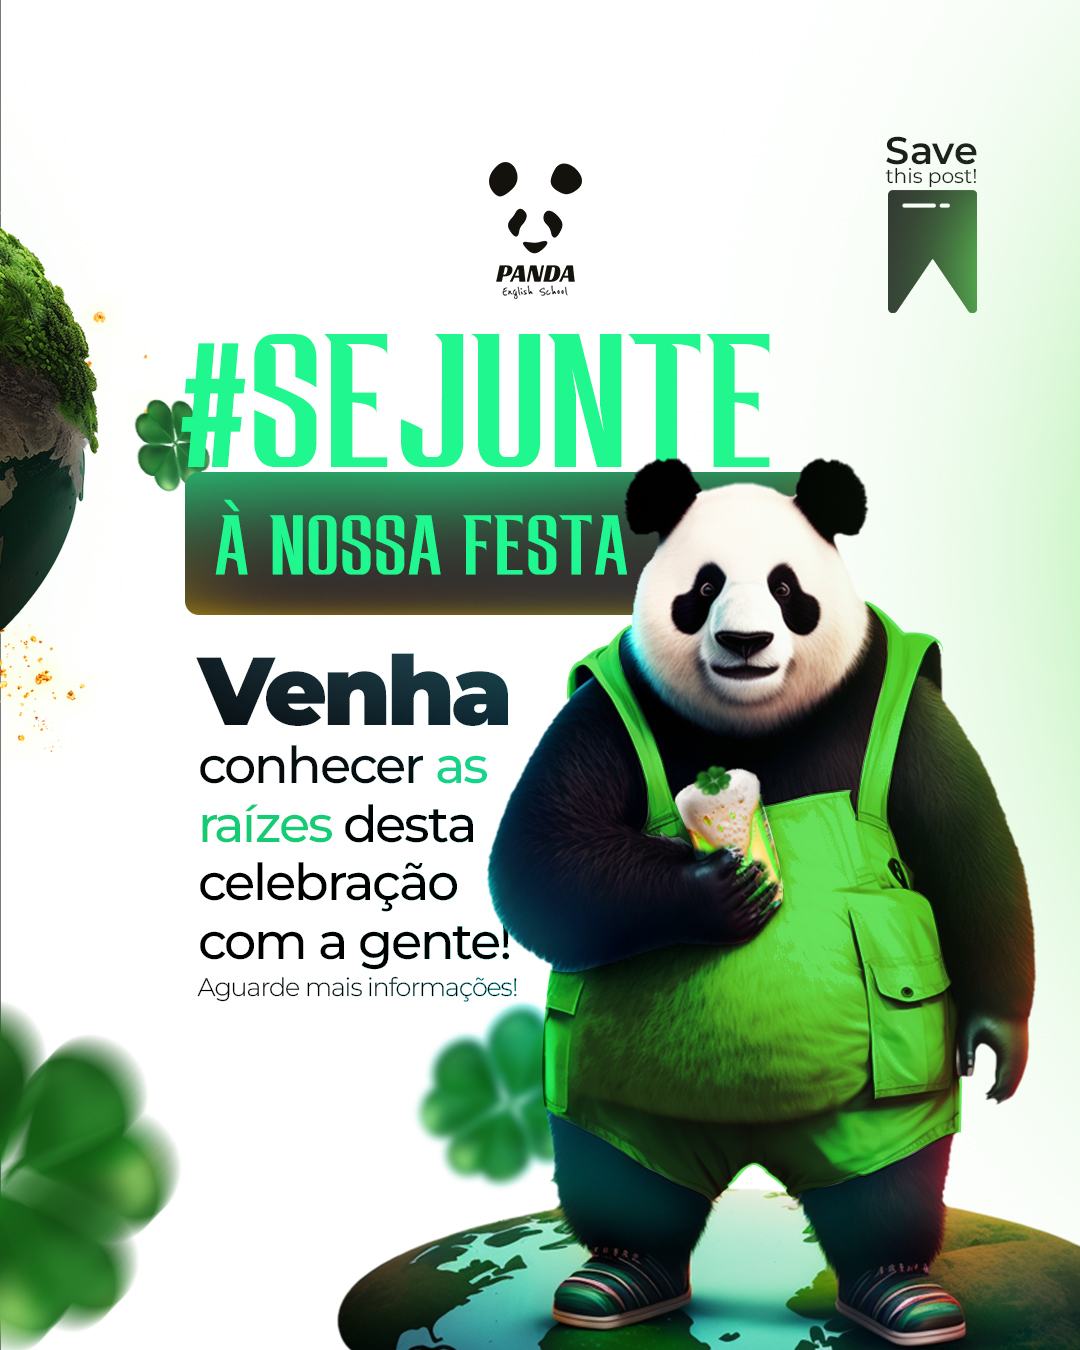 Save
this post!
PANDA
English School
#SEJUNTE
À NOSSA FESTA
Venha
conhecer as
raízes desta
celebração
com a gente!
Aguarde mais informações!